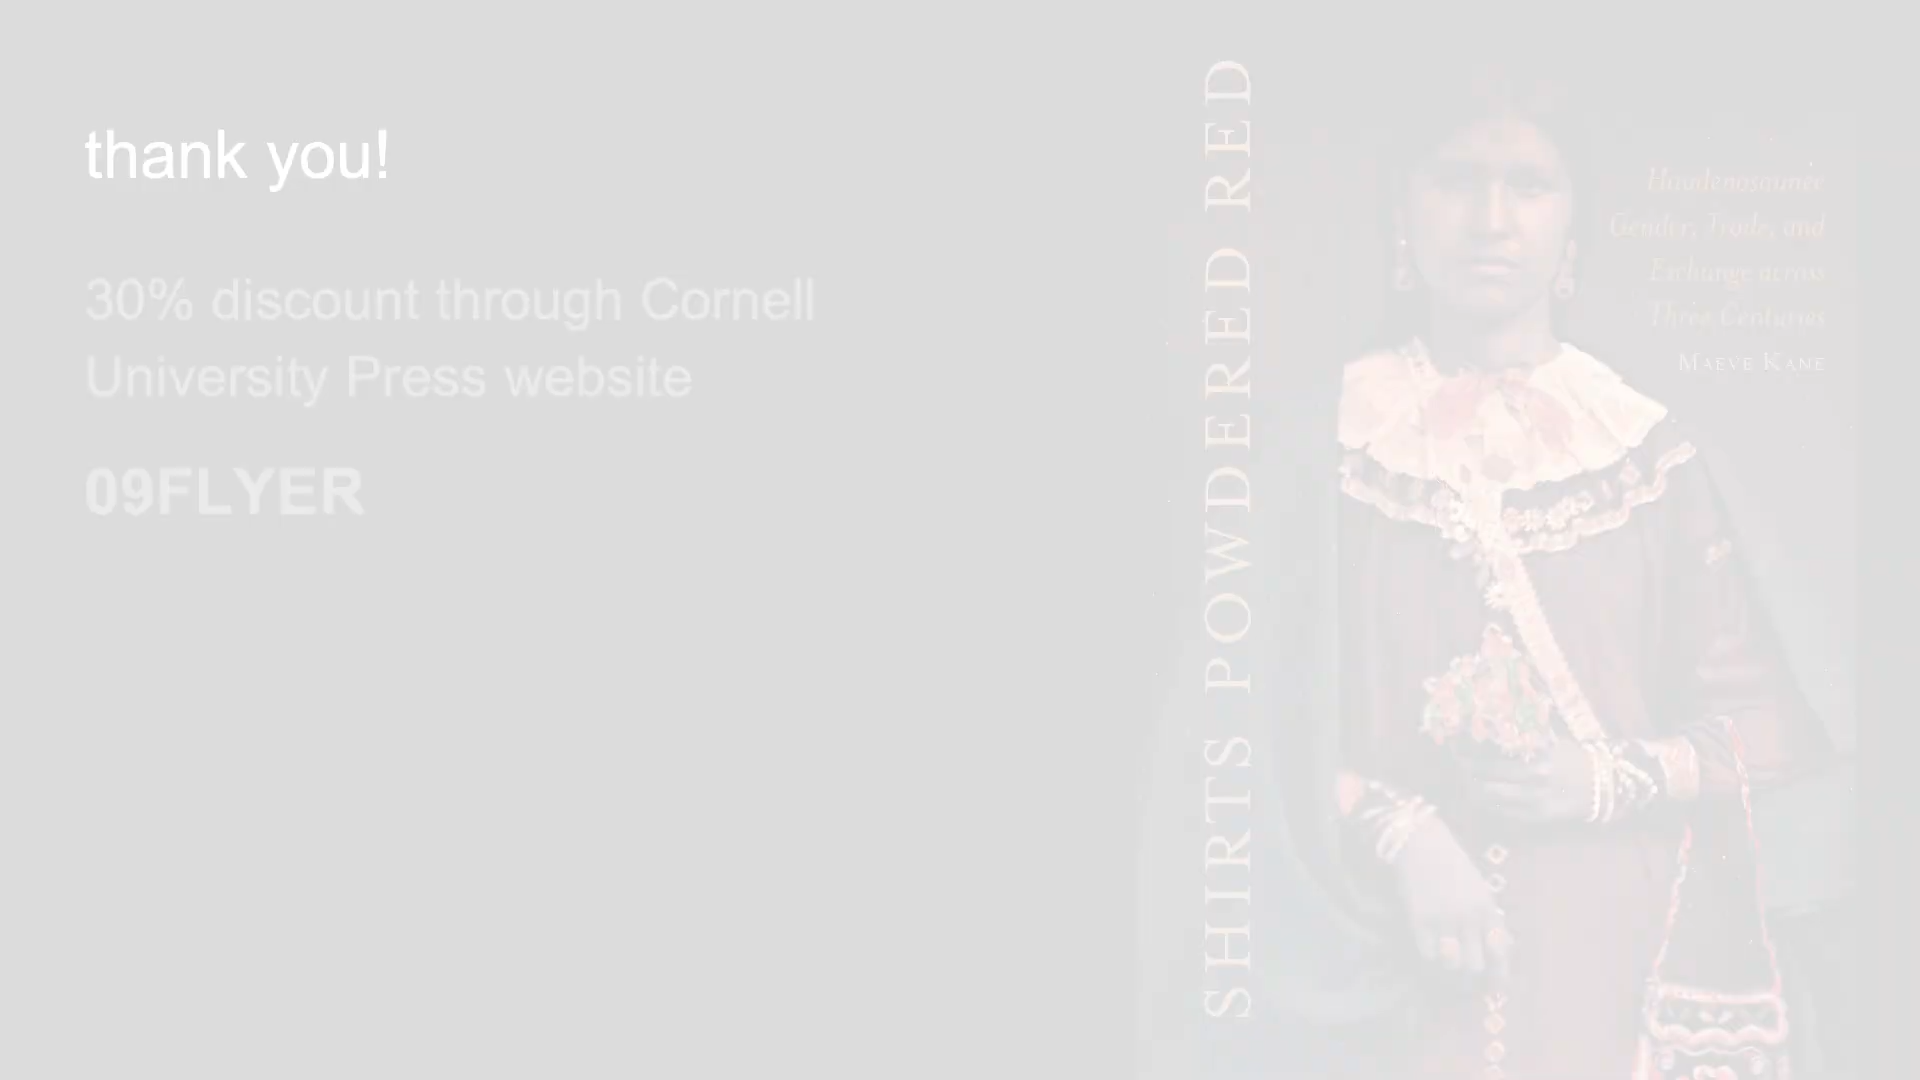 thank you!
30% discount through Cornell
University Press website
09FLYER
SHIRTS POWDERED RED
Haudenosaunee
Gender, Trade, and
Exchange across
Three Centuries
MAEVE KANE